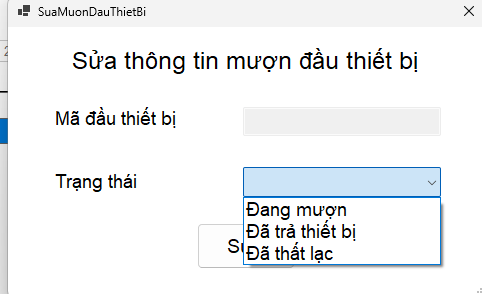 SuaMuonDauThietBi
Sửa thông tin mượn đầu thiết bị
Mã đầu thiết bị
Trạng thái
Đang mượn
Đã trả thiết bị
Đã thất lạc